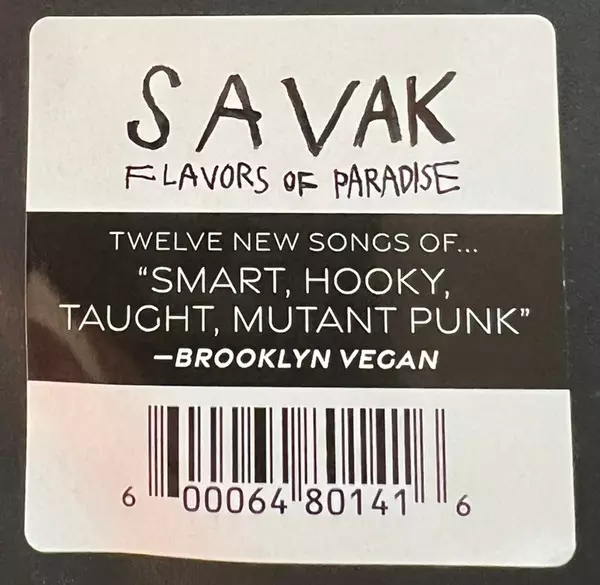 SAVAK
FLAVORS OF PARADISE
TWELVE NEW SONGS OF...
“SMART, HOOKY,
TAUGHT, MUTANT PUNK”
—BROOKLYN VEGAN
6 00064 80141 6